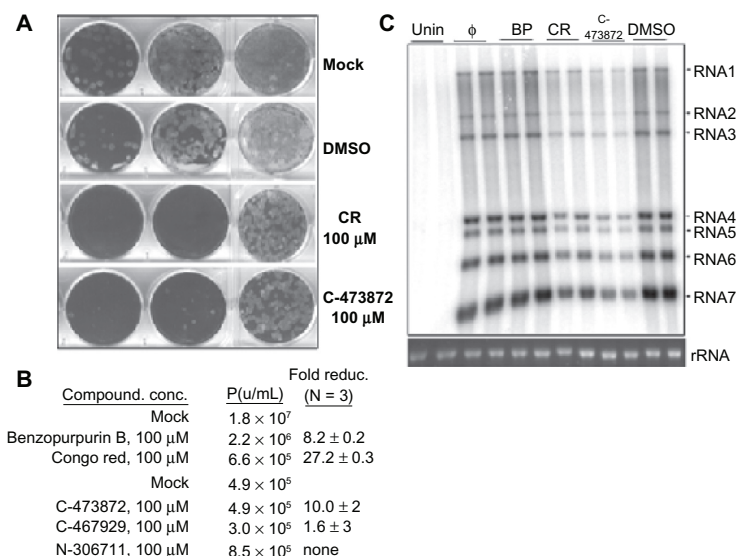 A
Mock
DMSO
CR
100 μM
C-473872
100 μM
B
Compound. conc. P(u/mL) Fold reduc. (N = 3)
Mock 1.8 × 10⁷
Benzopurpurin B, 100 μM 2.2 × 10⁶ 8.2 ± 0.2
Congo red, 100 μM 6.6 × 10⁵ 27.2 ± 0.3
Mock 4.9 × 10⁵
C-473872, 100 μM 4.9 × 10⁵ 10.0 ± 2
C-467929, 100 μM 3.0 × 10⁵ 1.6 ± 3
N-306711, 100 μM 8.5 × 10⁵ none
C
Unin ϕ BP CR C-473872 DMSO
RNA1
RNA2
RNA3
RNA4
RNA5
RNA6
RNA7
rRNA